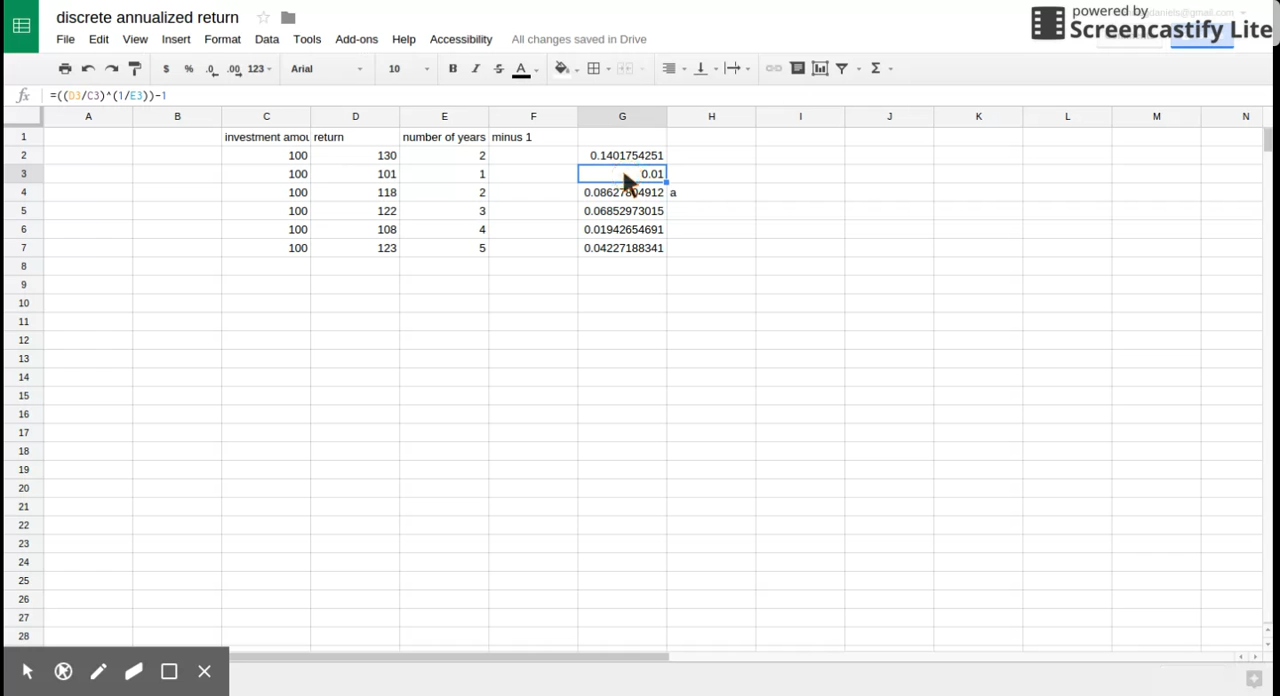 discrete annualized return
powered by
Screencastify Lite
File Edit View Insert Format Data Tools Add-ons Help Accessibility All changes saved in Drive
$ % .0 .00 123 Arial 10 B I S A Σ
fx =((D3/C3)^(1/E3))-1
A B C D E F G H I J K L M N
1 investment amou return number of years minus 1
2 100 130 2 0.1401754251
3 100 101 1 0.01
4 100 118 2 0.08627804912 a
5 100 122 3 0.06852973015
6 100 108 4 0.01942654691
7 100 123 5 0.04227188341
8
9
10
11
12
13
14
15
16
17
18
19
20
21
22
23
24
25
26
27
28